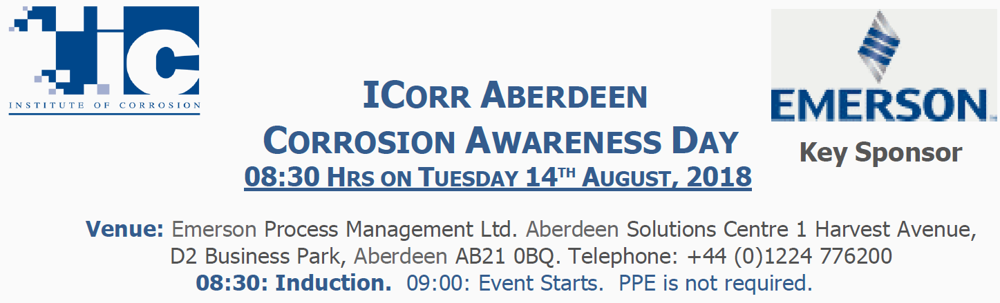 iC
INSTITUTE OF CORROSION
EMERSON.
Key Sponsor
ICORR ABERDEEN
CORROSION AWARENESS DAY
08:30 HRS ON TUESDAY 14TH AUGUST, 2018
Venue: Emerson Process Management Ltd. Aberdeen Solutions Centre 1 Harvest Avenue,
D2 Business Park, Aberdeen AB21 0BQ. Telephone: +44 (0)1224 776200
08:30: Induction. 09:00: Event Starts. PPE is not required.